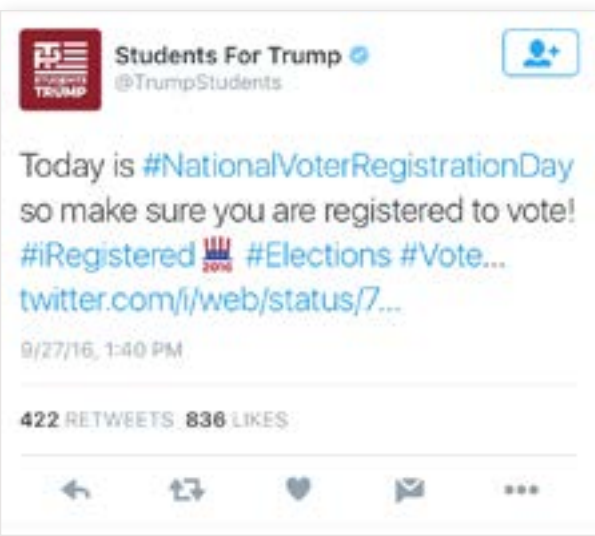 TP
STUDENTS
TRUMP
Students For Trump
@TrumpStudents
Today is #NationalVoterRegistrationDay
so make sure you are registered to vote!
#iRegistered 2016 #Elections #Vote...
twitter.com/i/web/status/7...
9/27/16, 1:40 PM
422 RETWEETS 836 LIKES